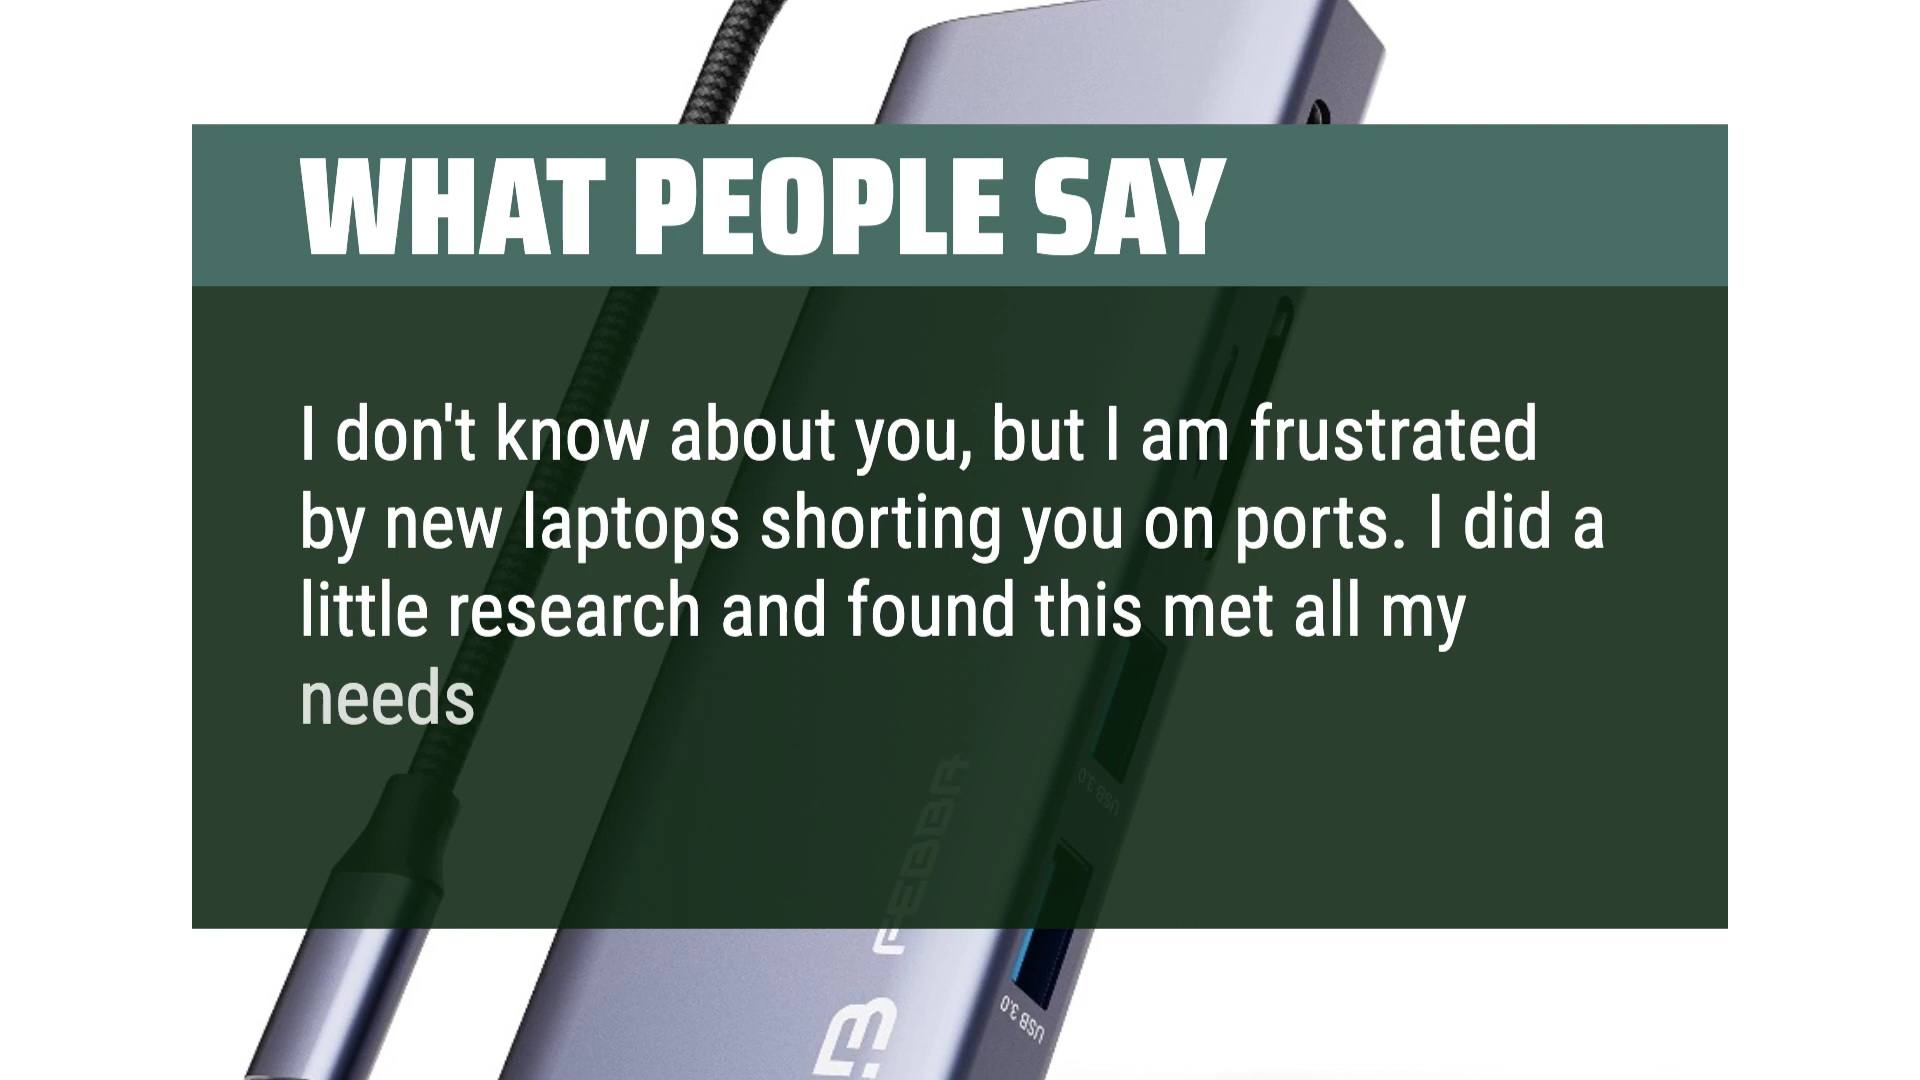 WHAT PEOPLE SAY
I don't know about you, but I am frustrated
by new laptops shorting you on ports. I did a
little research and found this met all my
needs
USB 3.0
FEBBA
USB 3.0